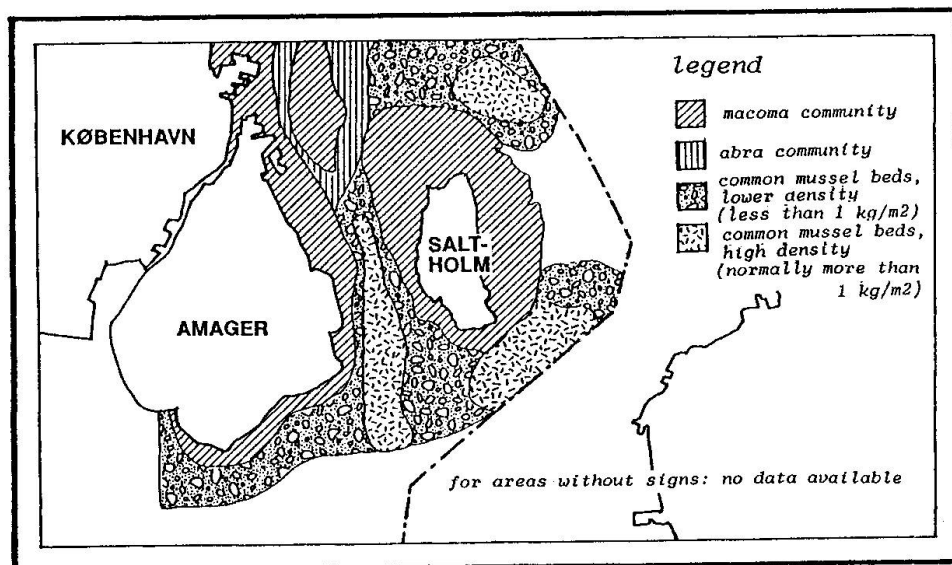 legend
KØBENHAVN
macoma community
abra community
common mussel beds,
lower density
(less than 1 kg/m2)
common mussel beds,
high density
(normally more than
1 kg/m2)
SALT-
HOLM
AMAGER
for areas without signs: no data available